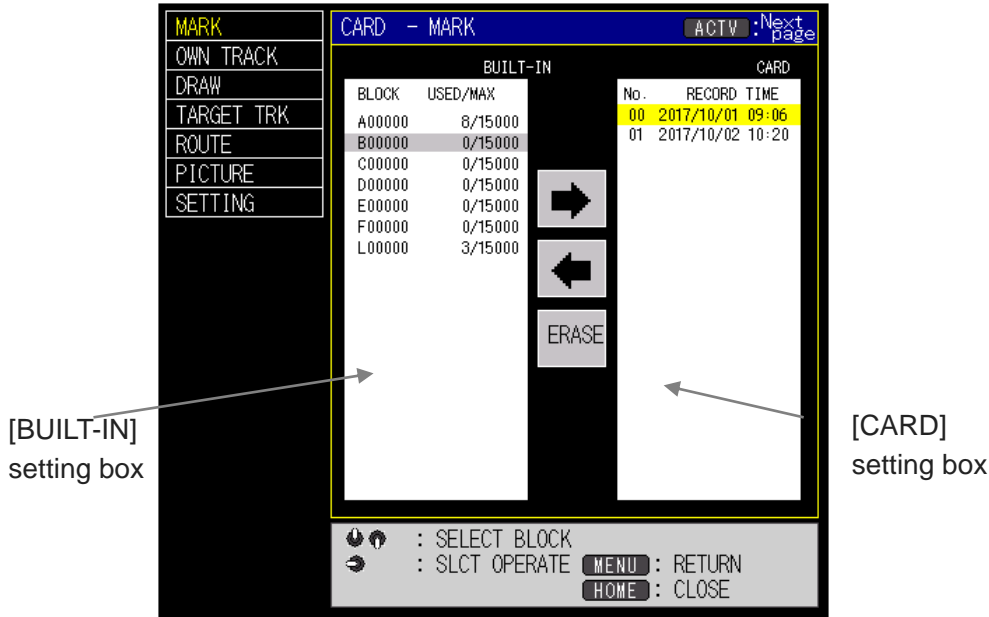 MARK
OWN TRACK
DRAW
TARGET TRK
ROUTE
PICTURE
SETTING
CARD - MARK ACTV :Next page
BUILT-IN CARD
BLOCK USED/MAX
A00000 8/15000
B00000 0/15000
C00000 0/15000
D00000 0/15000
E00000 0/15000
F00000 0/15000
L00000 3/15000
ERASE
No. RECORD TIME
00 2017/10/01 09:06
01 2017/10/02 10:20
[BUILT-IN]
setting box
[CARD]
setting box
: SELECT BLOCK
: SLCT OPERATE MENU : RETURN
HOME : CLOSE